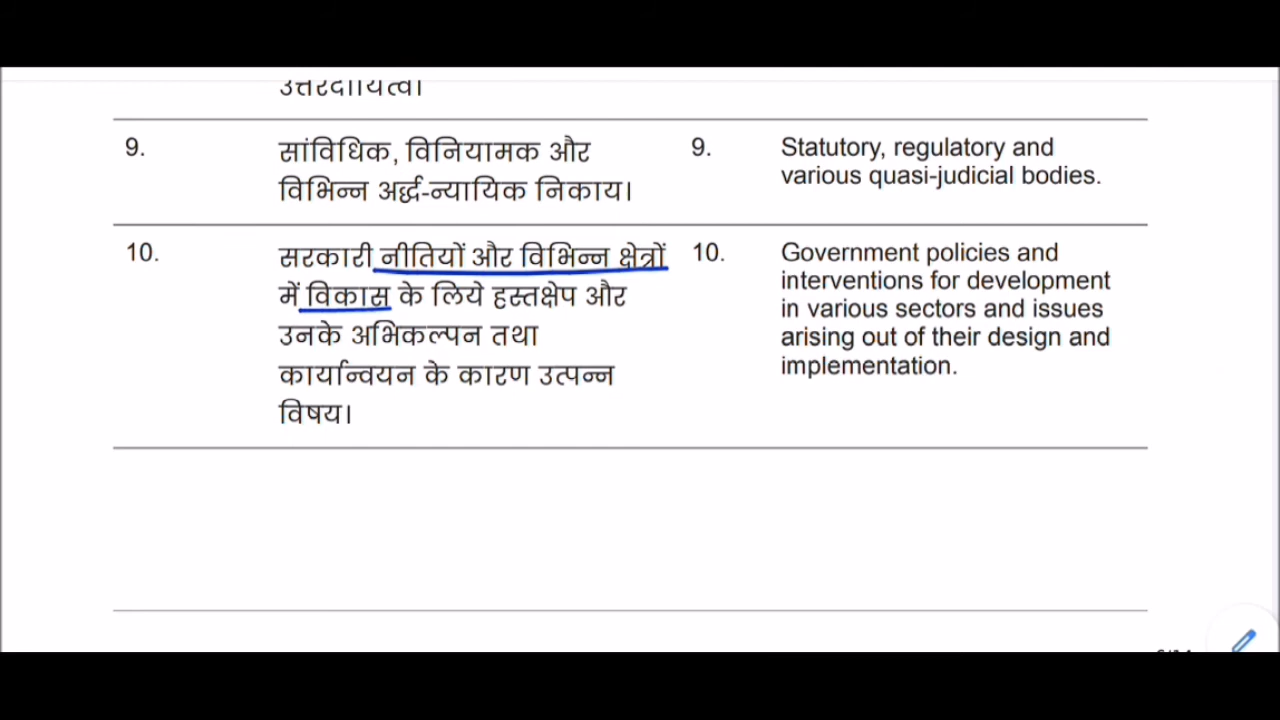 उत्तरदायित्व।
9.
सांविधिक, विनियामक और
विभिन्न अर्द्ध-न्यायिक निकाय।
9.
Statutory, regulatory and
various quasi-judicial bodies.
10.
सरकारी नीतियों और विभिन्न क्षेत्रों
में विकास के लिये हस्तक्षेप और
उनके अभिकल्पन तथा
कार्यान्वयन के कारण उत्पन्न
विषय।
10.
Government policies and
interventions for development
in various sectors and issues
arising out of their design and
implementation.